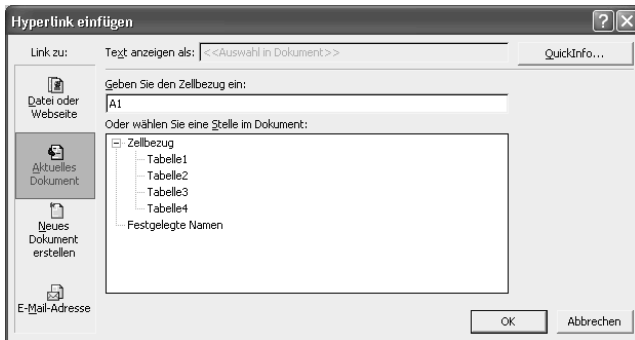 Hyperlink einfügen
Link zu:
Text anzeigen als: <<Auswahl in Dokument>>
QuickInfo...
Datei oder
Webseite
Aktuelles
Dokument
Neues
Dokument
erstellen
E-Mail-Adresse
Geben Sie den Zellbezug ein:
A1
Oder wählen Sie eine Stelle im Dokument:
Zellbezug
Tabelle1
Tabelle2
Tabelle3
Tabelle4
Festgelegte Namen
OK
Abbrechen